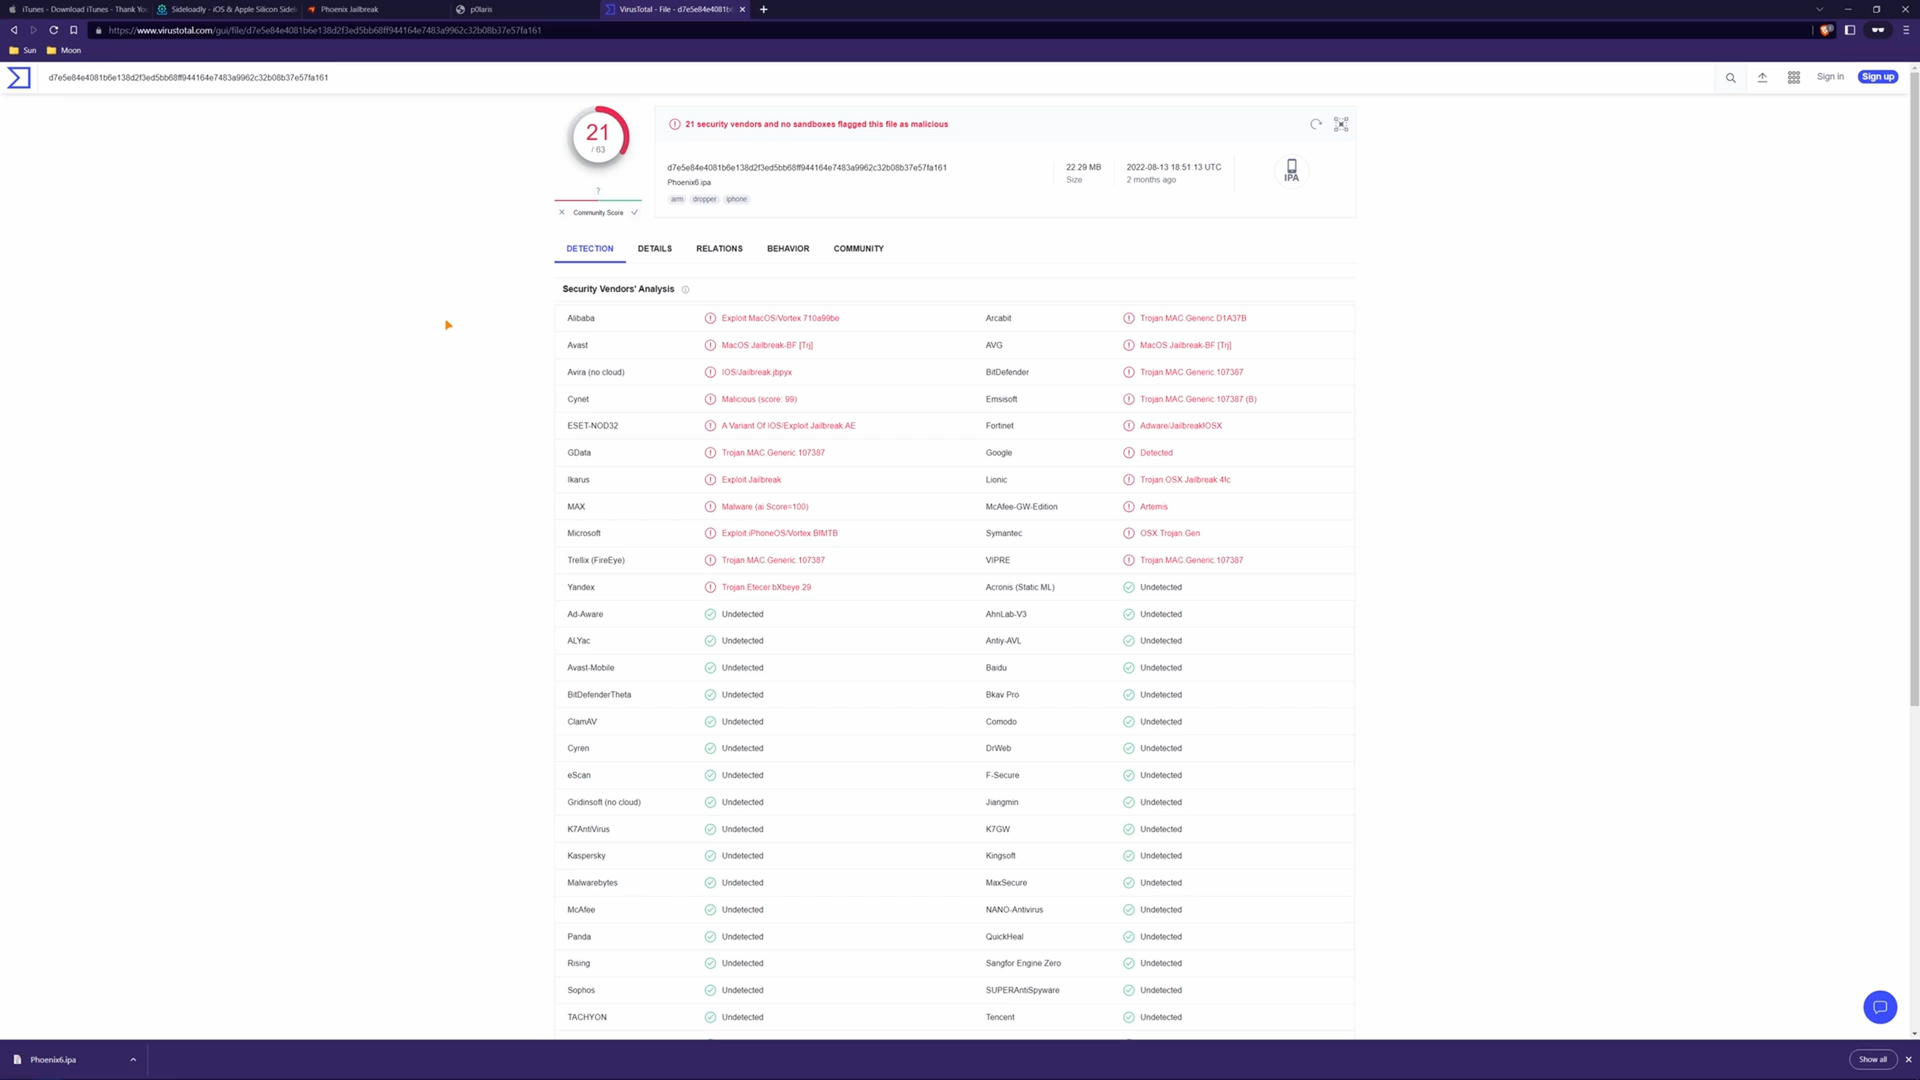 iTunes - Download iTunes - Thank Yo
Sideloadly - iOS & Apple Silicon Sidel
Phoenix Jailbreak
p0laris
VirusTotal - File - d7e5e84e4081b6
https://www.virustotal.com/gui/file/d7e5e84e4081b6e138d2f3ed5bb68ff944164e7483a9962c32b08b37e57fa161
Sun
Moon
d7e5e84e4081b6e138d2f3ed5bb68ff944164e7483a9962c32b08b37e57fa161
Sign in
Sign up
21
/ 63
21 security vendors and no sandboxes flagged this file as malicious
d7e5e84e4081b6e138d2f3ed5bb68ff944164e7483a9962c32b08b37e57fa161
Phoenix6.ipa
arm dropper iphone
22.29 MB
Size
2022-08-13 18:51:13 UTC
2 months ago
IPA
?
Community Score
DETECTION DETAILS RELATIONS BEHAVIOR COMMUNITY
Security Vendors' Analysis
Alibaba Exploit MacOS/Vortex.710a99be Arcabit Trojan.MAC.Generic.D1A37B
Avast MacOS:Jailbreak-BF [Trj] AVG MacOS:Jailbreak-BF [Trj]
Avira (no cloud) IOS/Jailbreak.jbpyx BitDefender Trojan.MAC.Generic.107387
Cynet Malicious (score: 99) Emsisoft Trojan.MAC.Generic.107387 (B)
ESET-NOD32 A Variant Of iOS/Exploit.Jailbreak.AE Fortinet Adware/Jailbreak!OSX
GData Trojan.MAC.Generic.107387 Google Detected
Ikarus Exploit.Jailbreak Lionic Trojan.OSX.Jailbreak.4!c
MAX Malware (ai Score=100) McAfee-GW-Edition Artemis
Microsoft Exploit:iPhoneOS/Vortex.B!MTB Symantec OSX.Trojan.Gen
Trellix (FireEye) Trojan.MAC.Generic.107387 VIPRE Trojan.MAC.Generic.107387
Yandex Trojan.Etecer.bXbeye.29 Acronis (Static ML) Undetected
Ad-Aware Undetected AhnLab-V3 Undetected
ALYac Undetected Antiy-AVL Undetected
Avast-Mobile Undetected Baidu Undetected
BitDefenderTheta Undetected Bkav Pro Undetected
ClamAV Undetected Comodo Undetected
Cyren Undetected DrWeb Undetected
eScan Undetected F-Secure Undetected
Gridinsoft (no cloud) Undetected Jiangmin Undetected
K7AntiVirus Undetected K7GW Undetected
Kaspersky Undetected Kingsoft Undetected
Malwarebytes Undetected MaxSecure Undetected
McAfee Undetected NANO-Antivirus Undetected
Panda Undetected QuickHeal Undetected
Rising Undetected Sangfor Engine Zero Undetected
Sophos Undetected SUPERAntiSpyware Undetected
TACHYON Undetected Tencent Undetected
Phoenix6.ipa
Show all